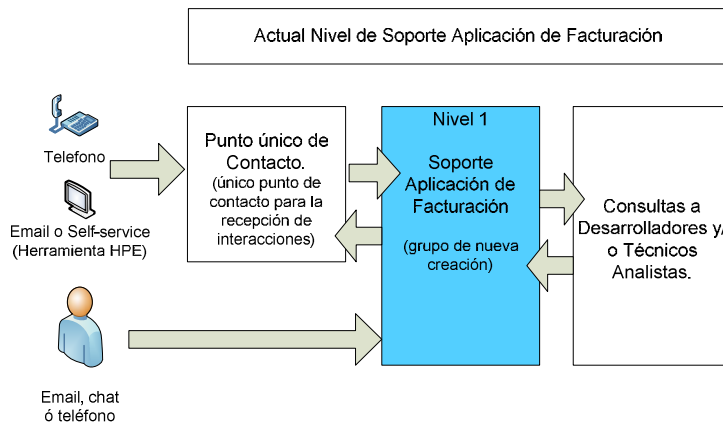 Actual Nivel de Soporte Aplicación de Facturación
Telefono
Email o Self-service
(Herramienta HPE)
Email, chat
ó teléfono
Punto único de
Contacto.
(único punto de
contacto para la
recepción de
interacciones)
Nivel 1
Soporte
Aplicación de
Facturación
(grupo de nueva
creación)
Consultas a
Desarrolladores y/
o Técnicos
Analistas.